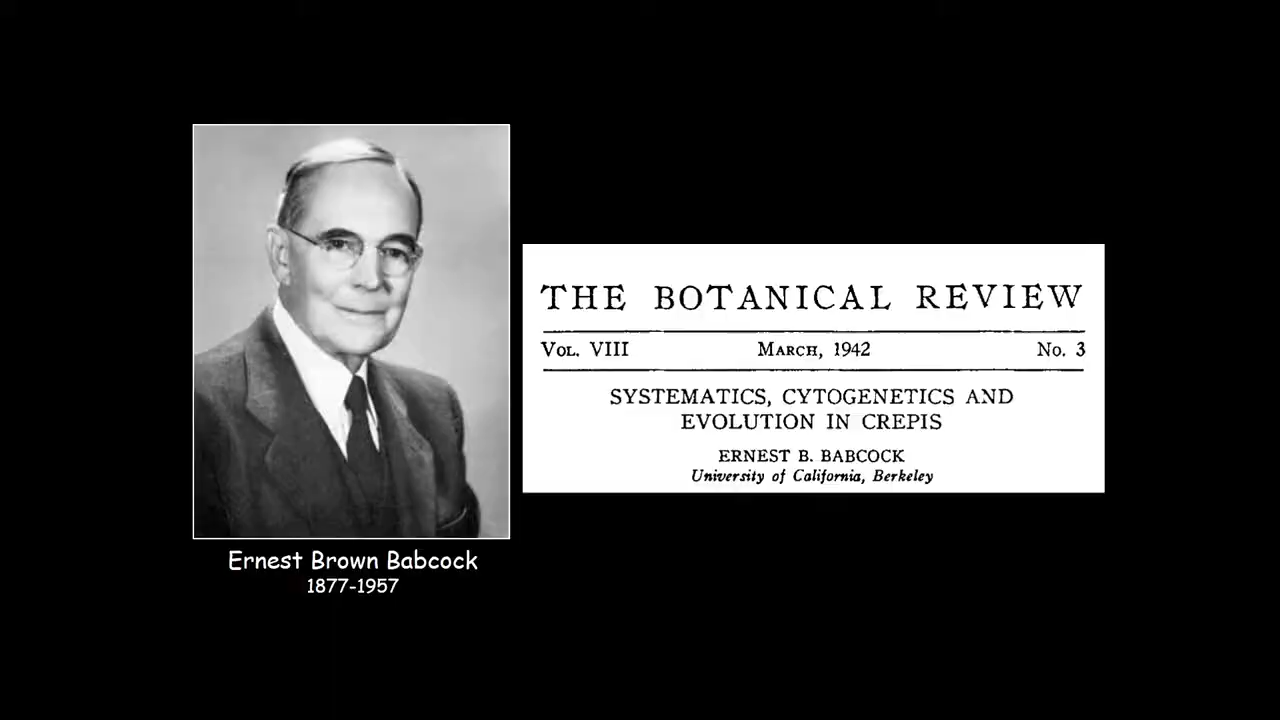 THE BOTANICAL REVIEW
VOL. VIII MARCH, 1942 NO. 3
SYSTEMATICS, CYTOGENETICS AND
EVOLUTION IN CREPIS
ERNEST B. BABCOCK
University of California, Berkeley
Ernest Brown Babcock
1877-1957